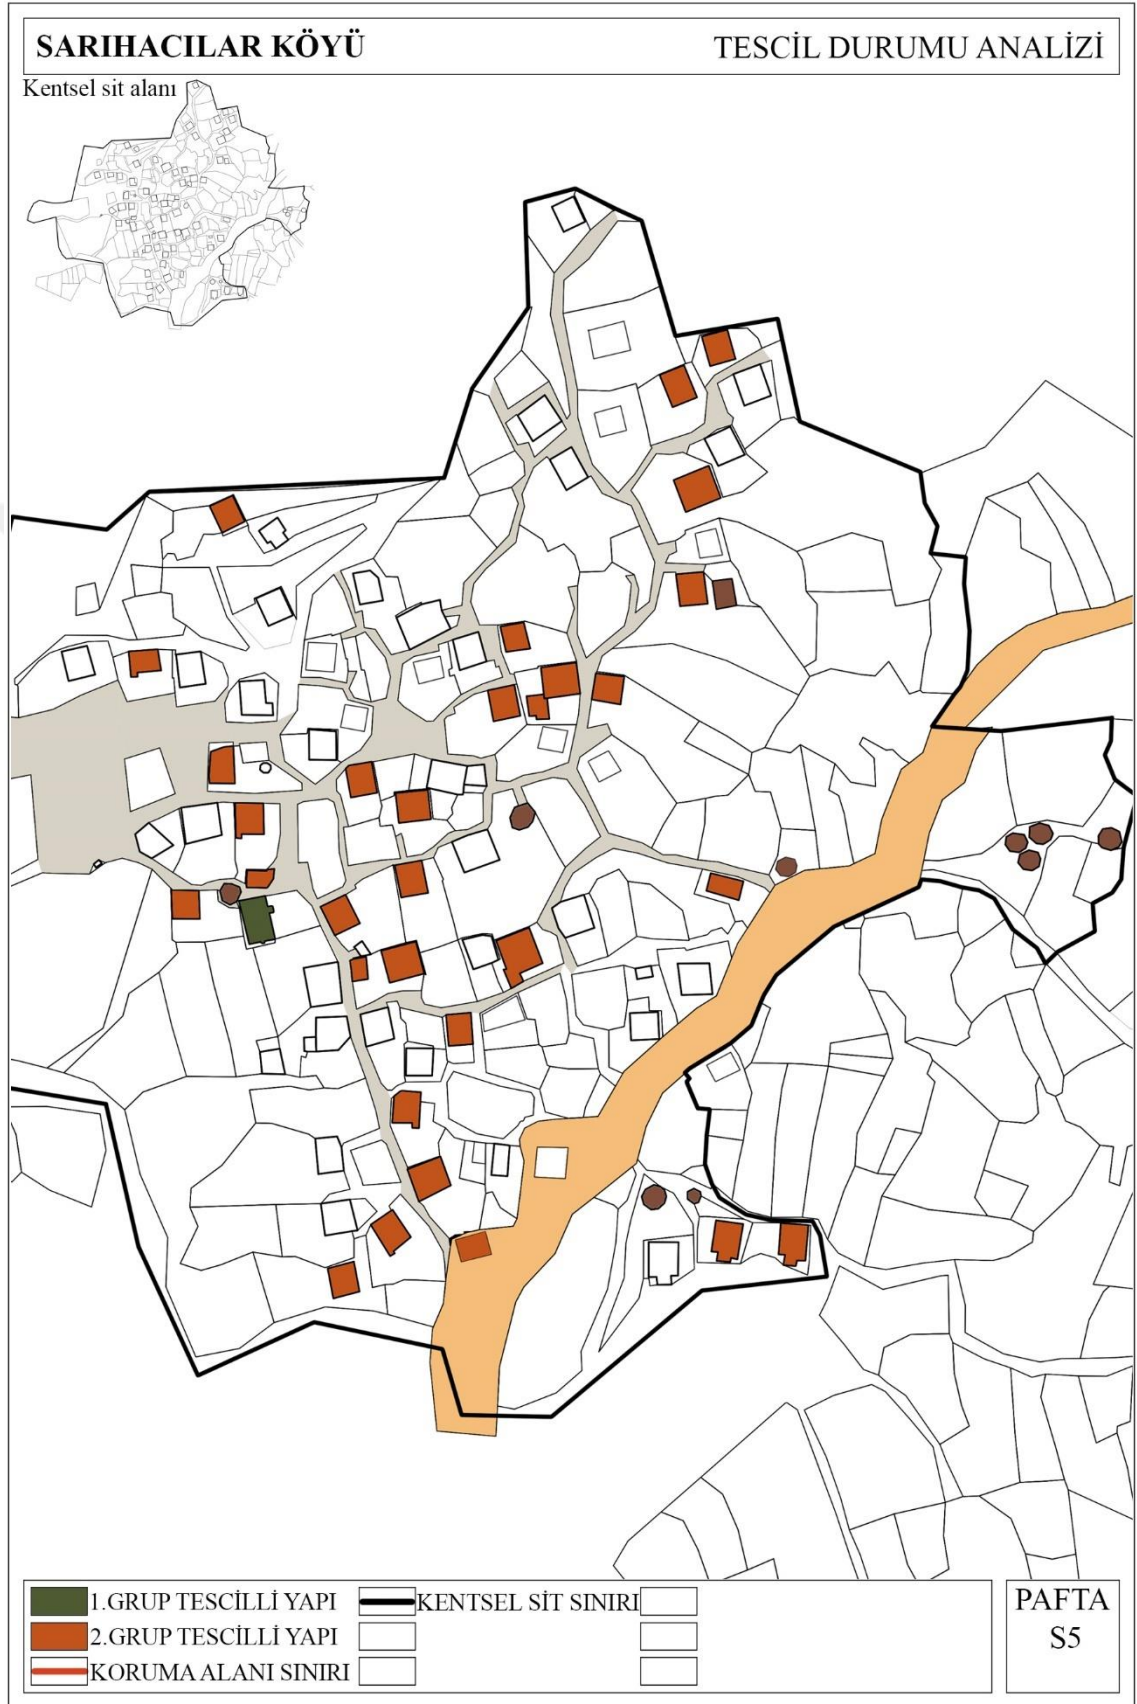 SARIHACILAR KÖYÜ
TESCİL DURUMU ANALİZİ
Kentsel sit alanı
1.GRUP TESCİLLİ YAPI
KENTSEL SİT SINIRI
2.GRUP TESCİLLİ YAPI
KORUMA ALANI SINIRI
PAFTA
S5